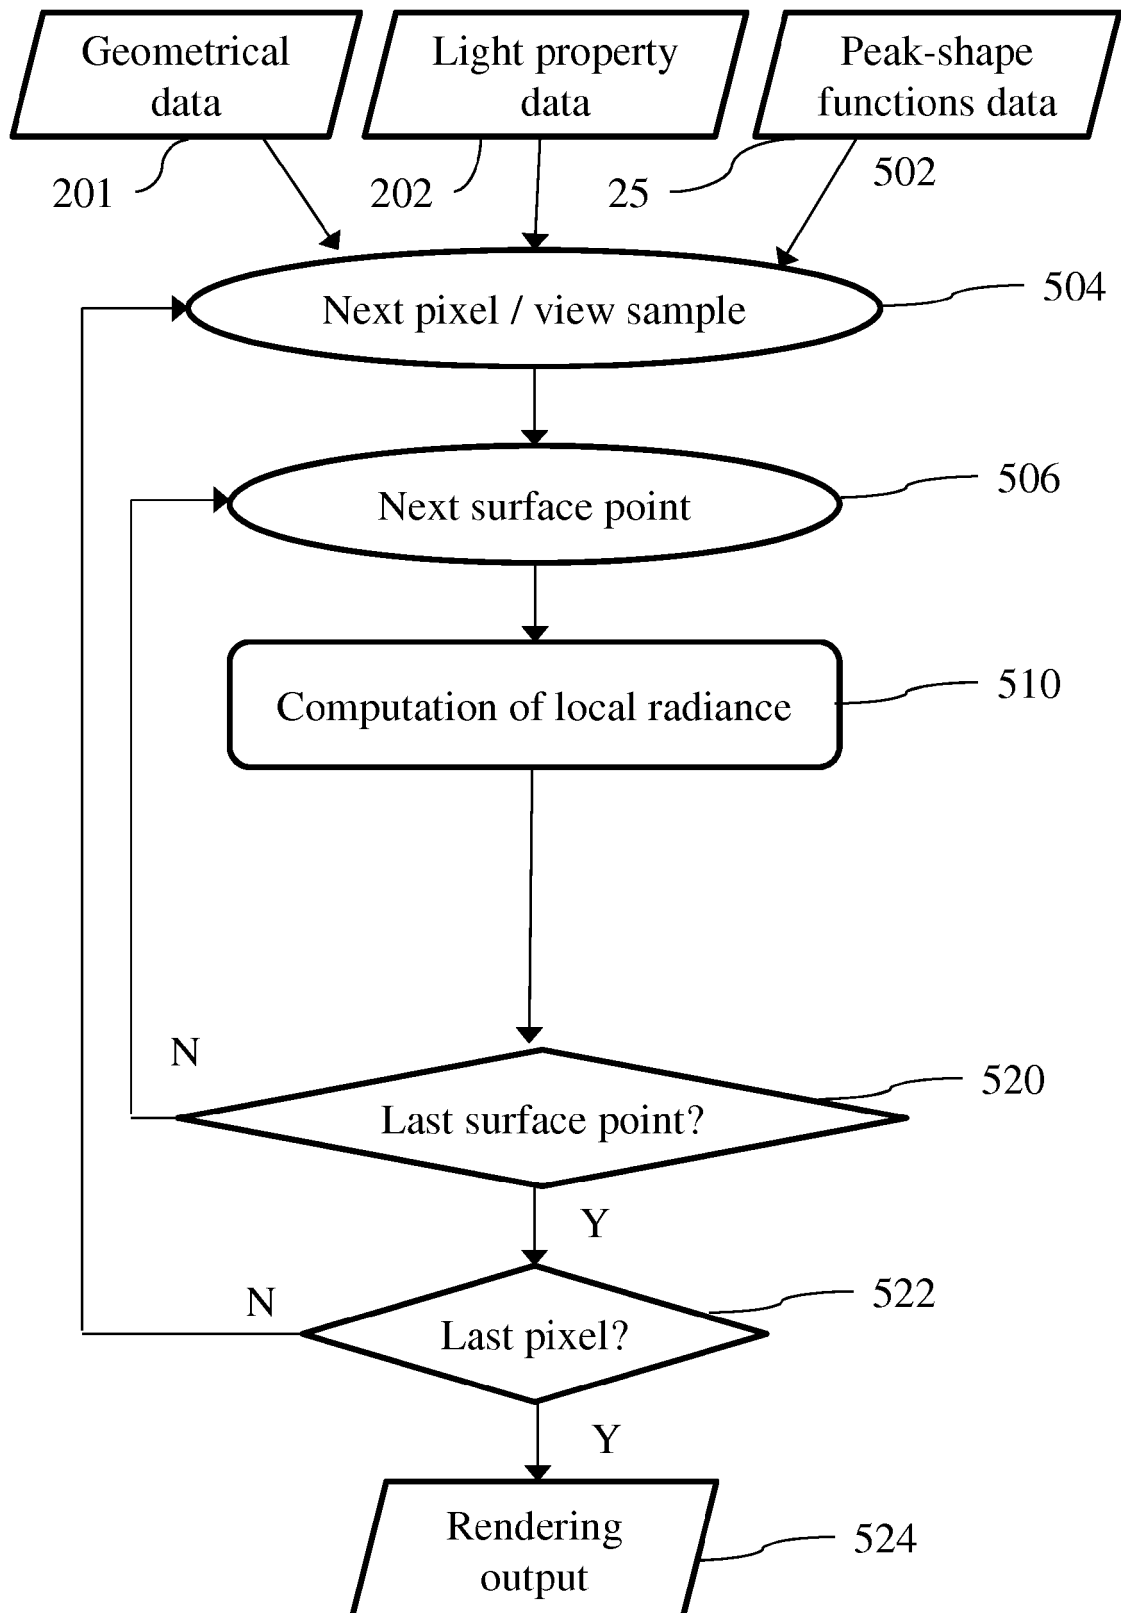 Geometrical
data
Light property
data
Peak-shape
functions data
201
202
25
502
Next pixel / view sample
504
Next surface point
506
Computation of local radiance
510
N
Last surface point?
520
Y
N
Last pixel?
522
Y
Rendering
output
524